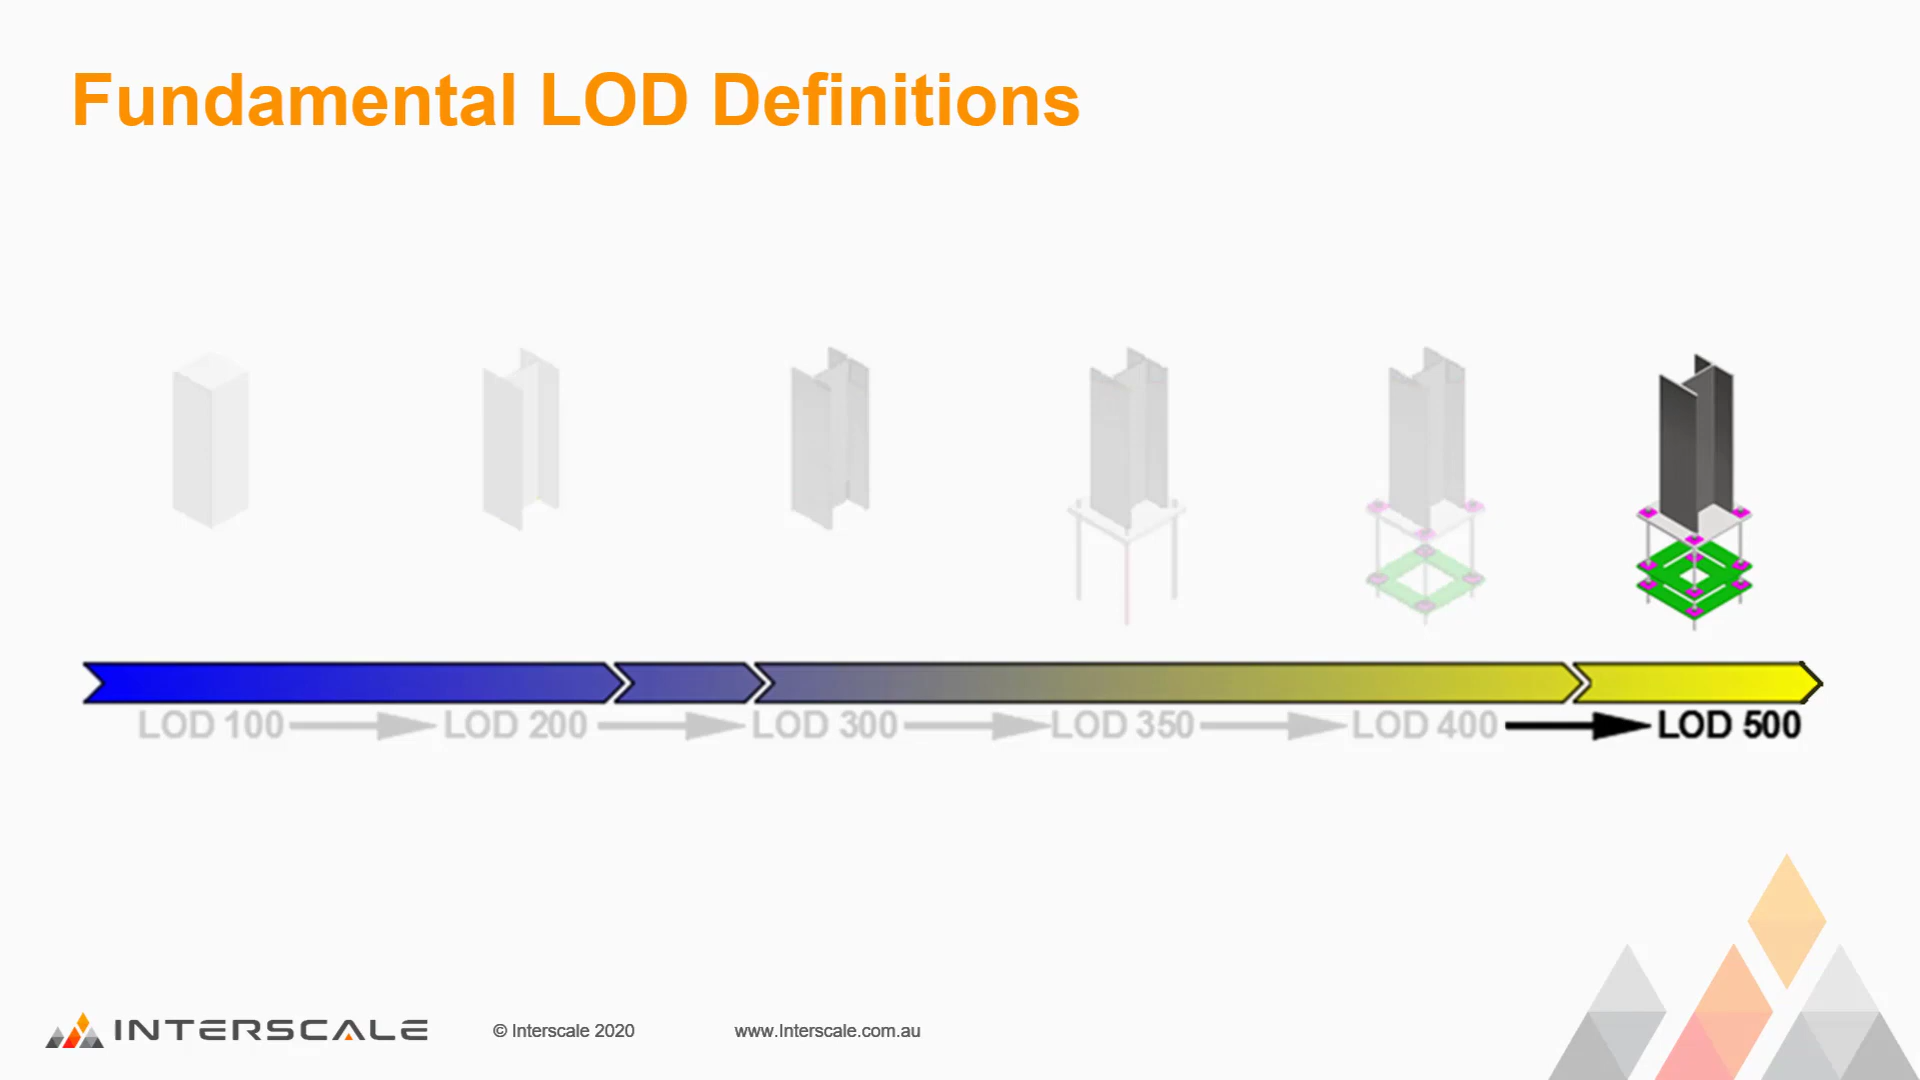 Fundamental LOD Definitions
LOD 100 LOD 200 LOD 300 LOD 350 LOD 400 LOD 500
INTERSCALE © Interscale 2020 www.Interscale.com.au